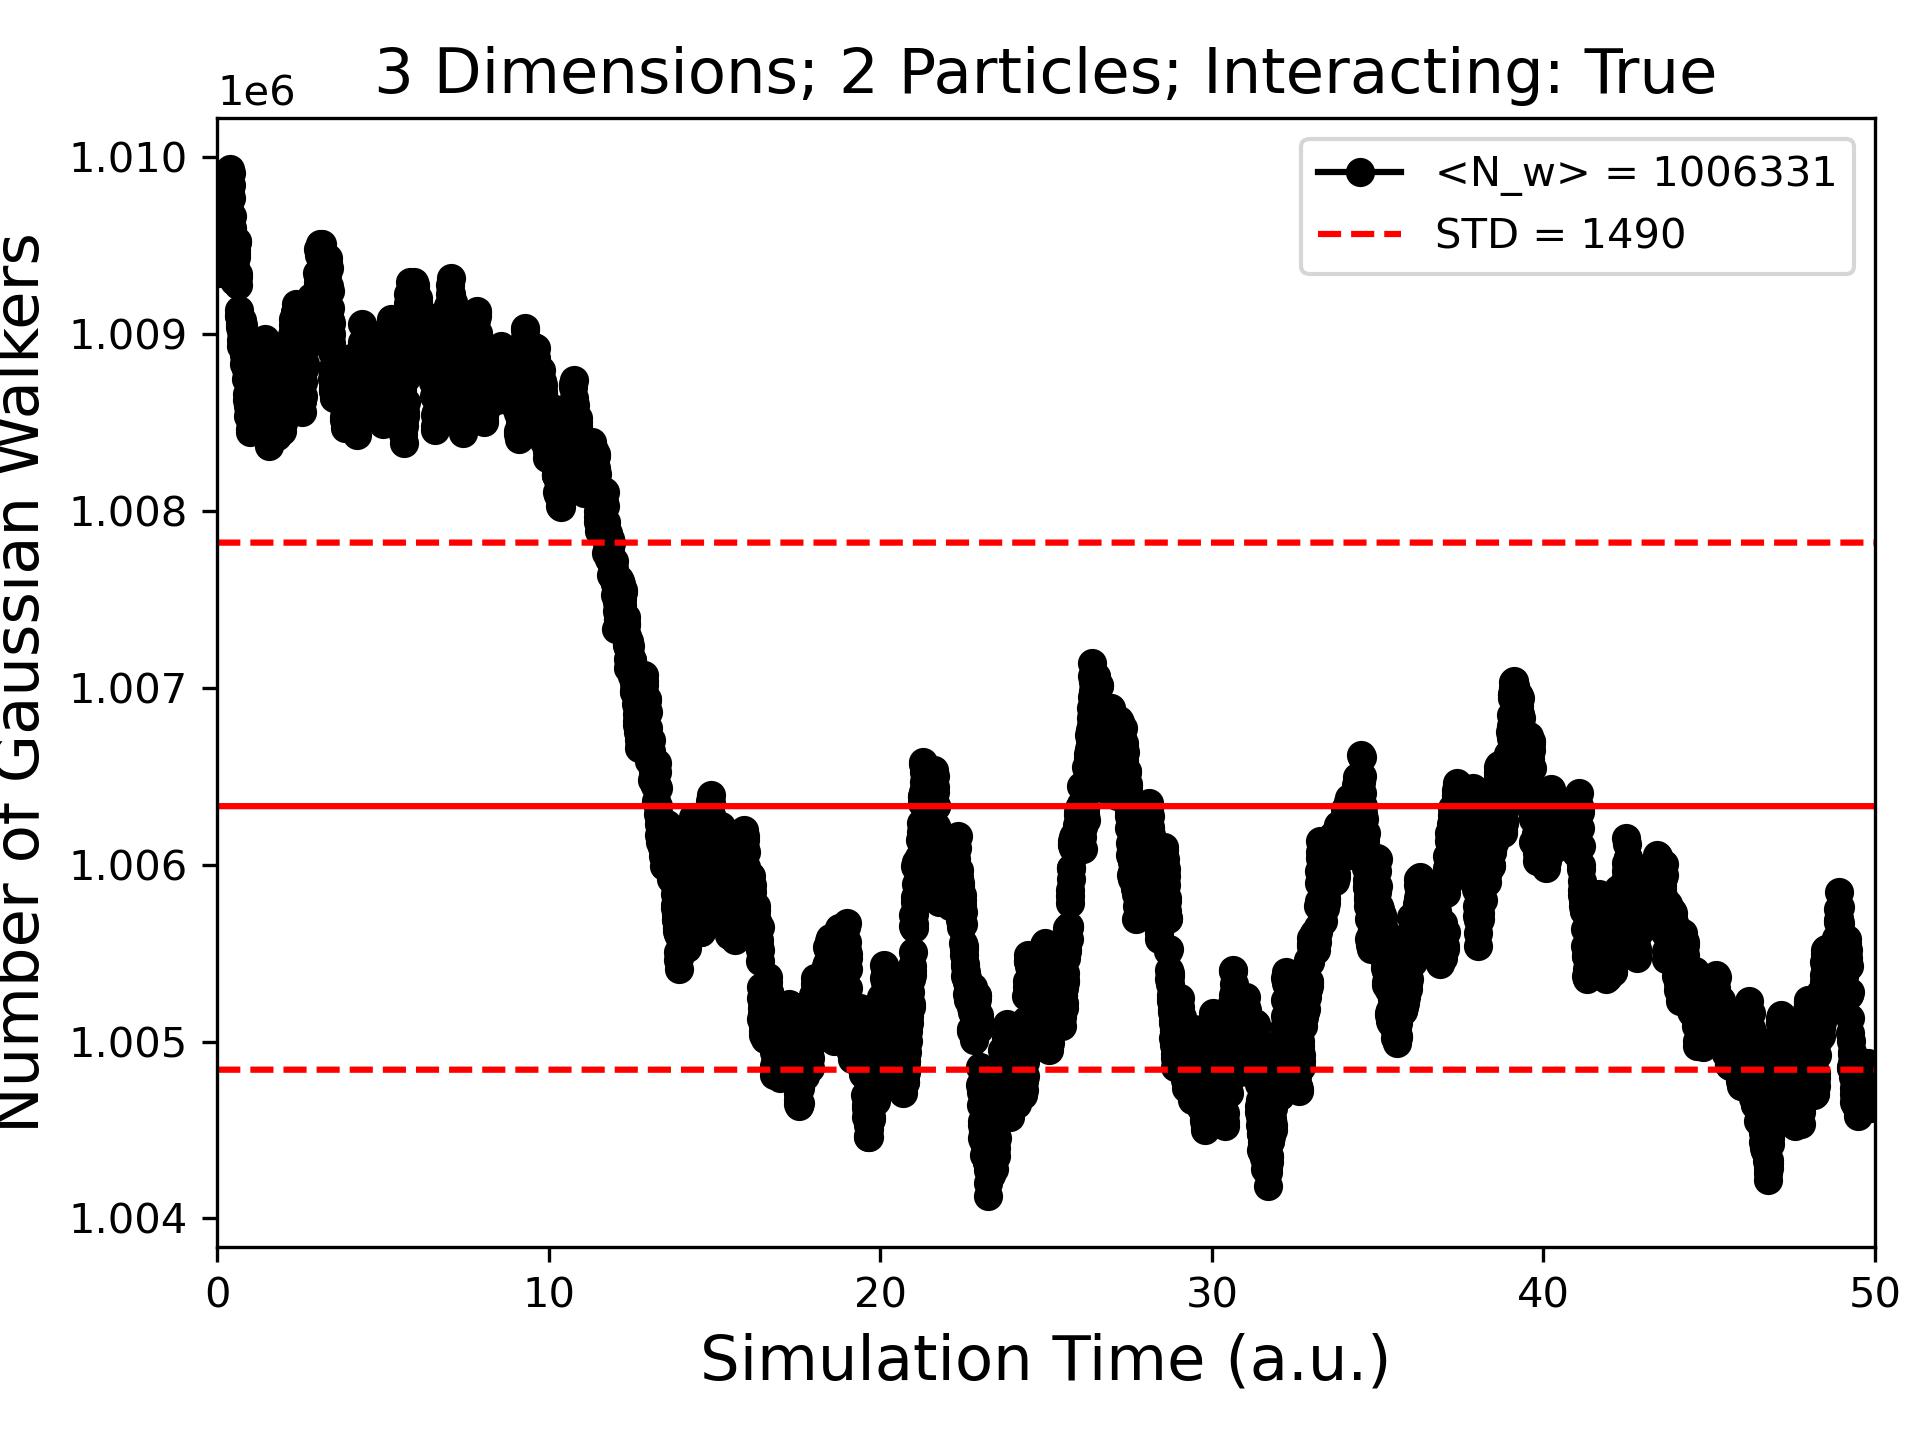 3 Dimensions; 2 Particles; Interacting: True
1e6
<N_w> = 1006331
STD = 1490
1.010
1.009
1.008
1.007
1.006
1.005
1.004
Number of Gaussian Walkers
0 10 20 30 40 50
Simulation Time (a.u.)